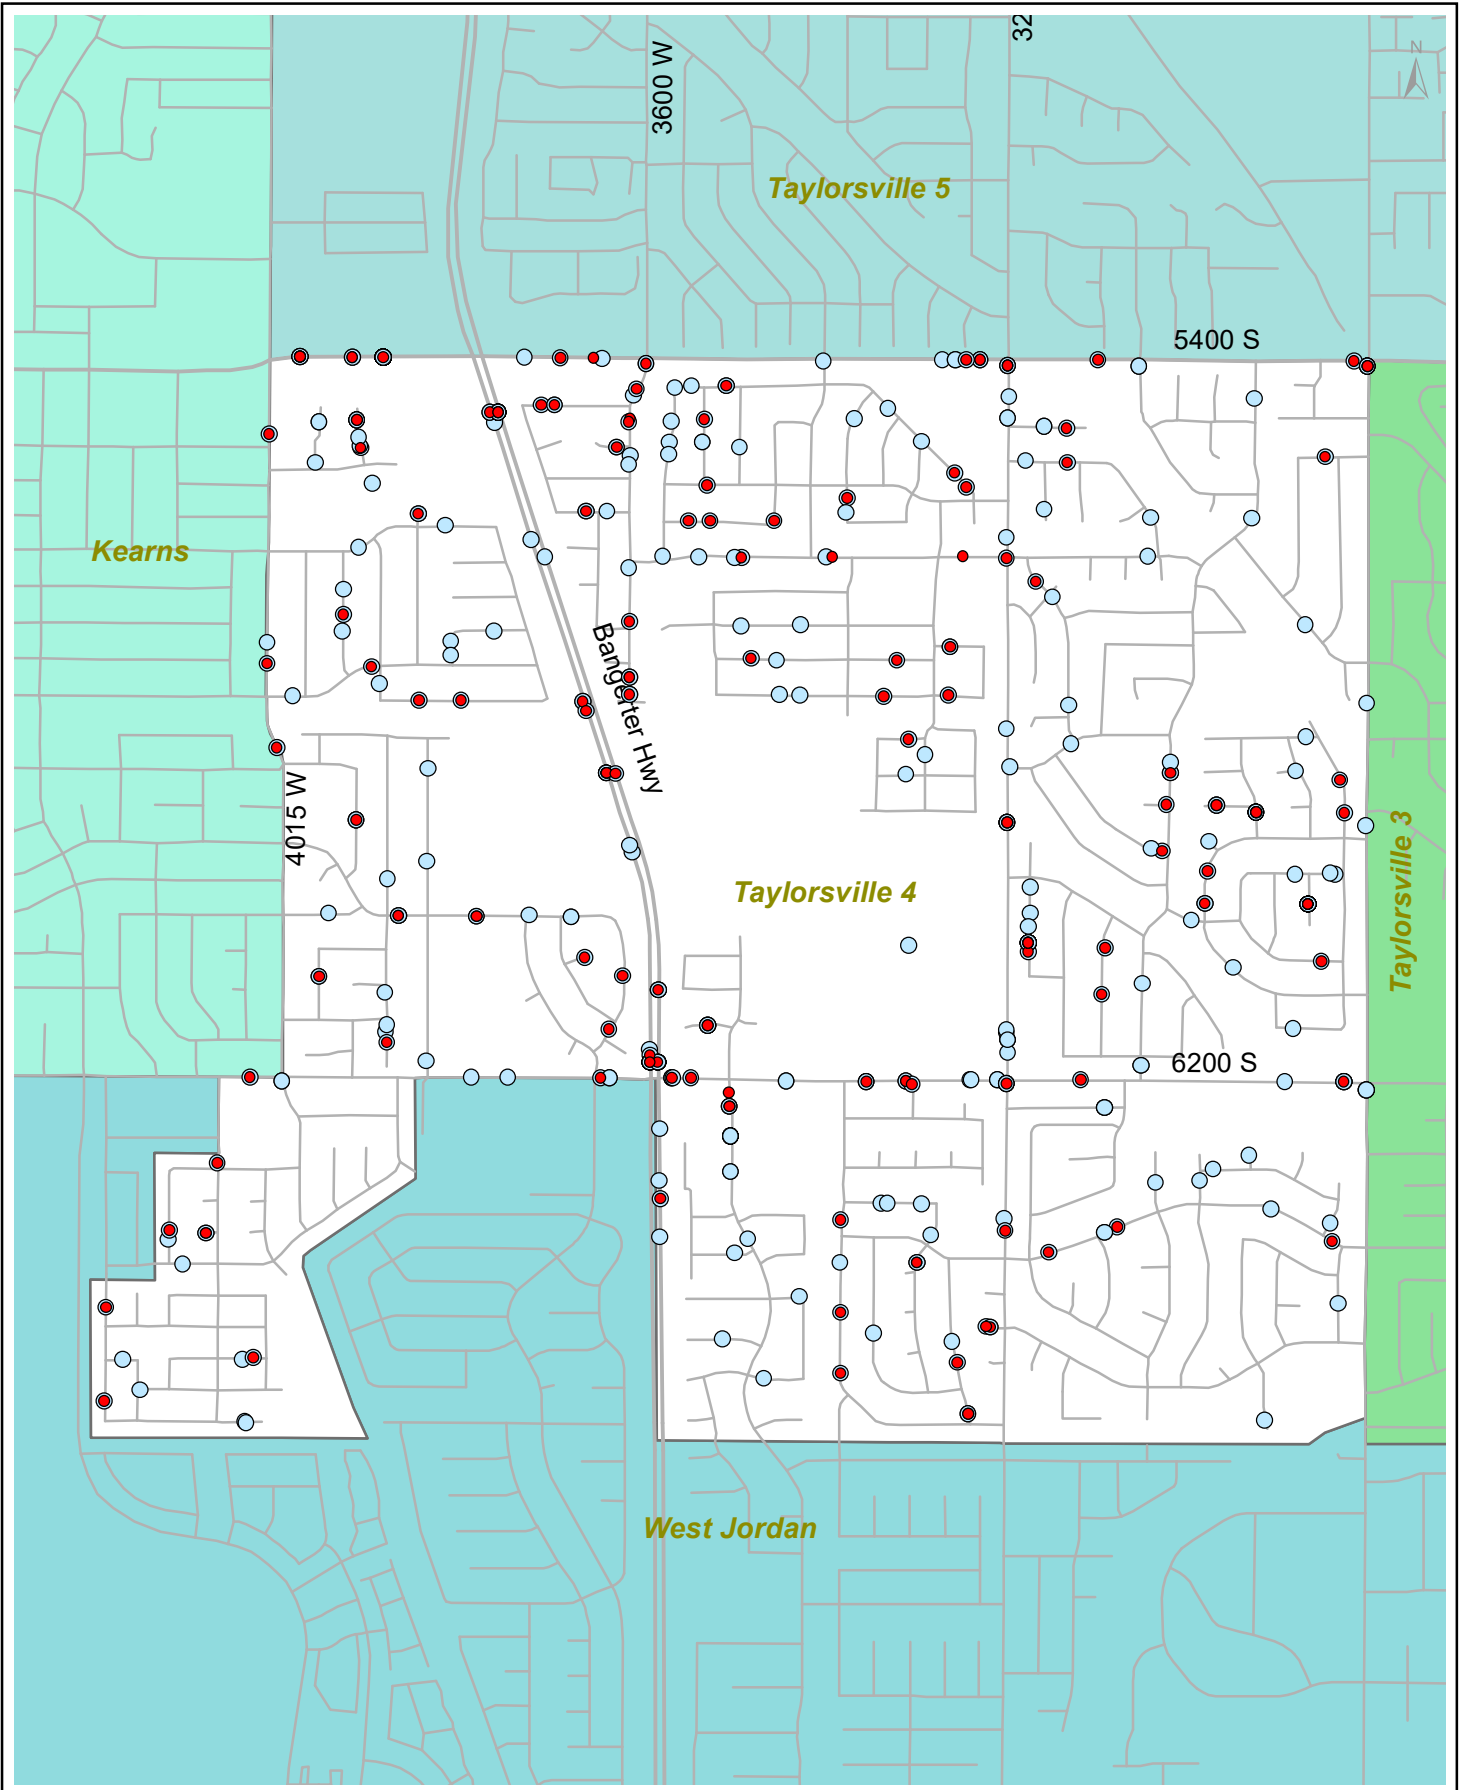 32
N
3600 W
Taylorsville 5
5400 S
Kearns
Bangerter Hwy
4015 W
Taylorsville 3
Taylorsville 4
6200 S
West Jordan